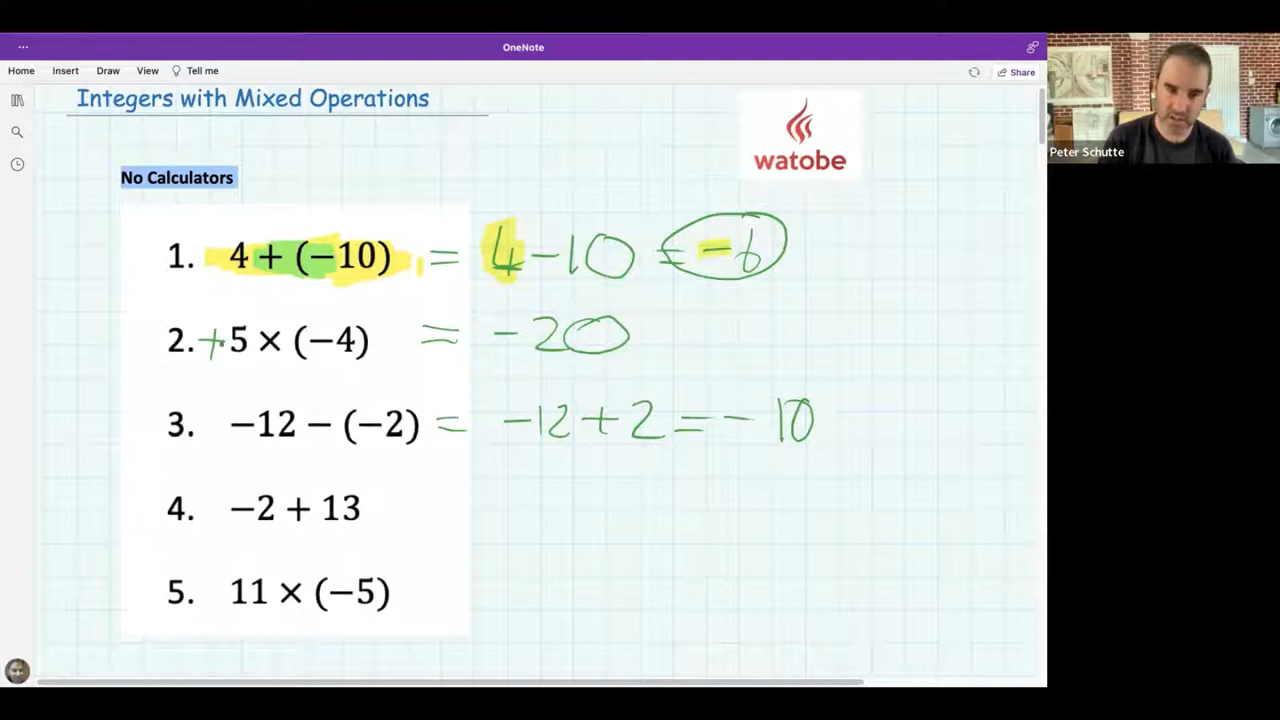 OneNote
Home Insert Draw View Tell me Share
Integers with Mixed Operations
watobe
Peter Schutte
No Calculators
1. 4 + (−10) = 4 − 10 = −6
2. +5 × (−4) = −20
3. −12 − (−2) = −12 + 2 = −10
4. −2 + 13
5. 11 × (−5)